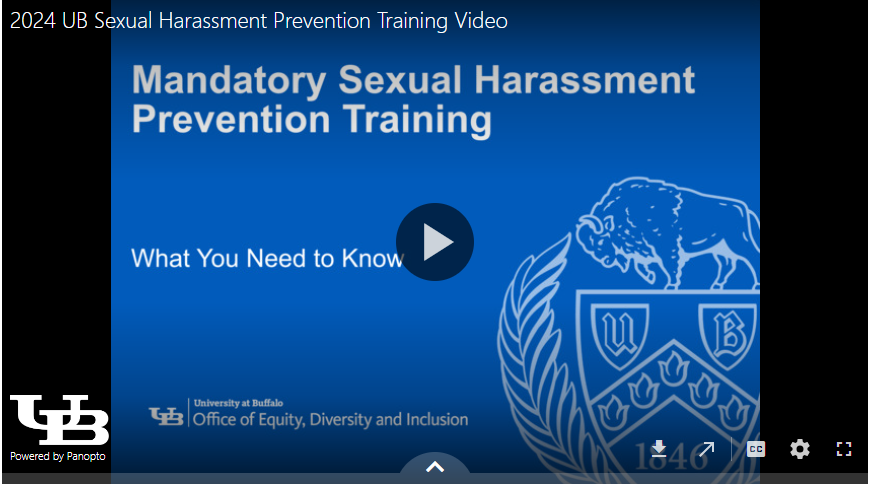 2024 UB Sexual Harassment Prevention Training Video
Mandatory Sexual Harassment
Prevention Training
What You Need to Know
U B
UB
University at Buffalo
Office of Equity, Diversity and Inclusion
1846
UB
Powered by Panopto
CC